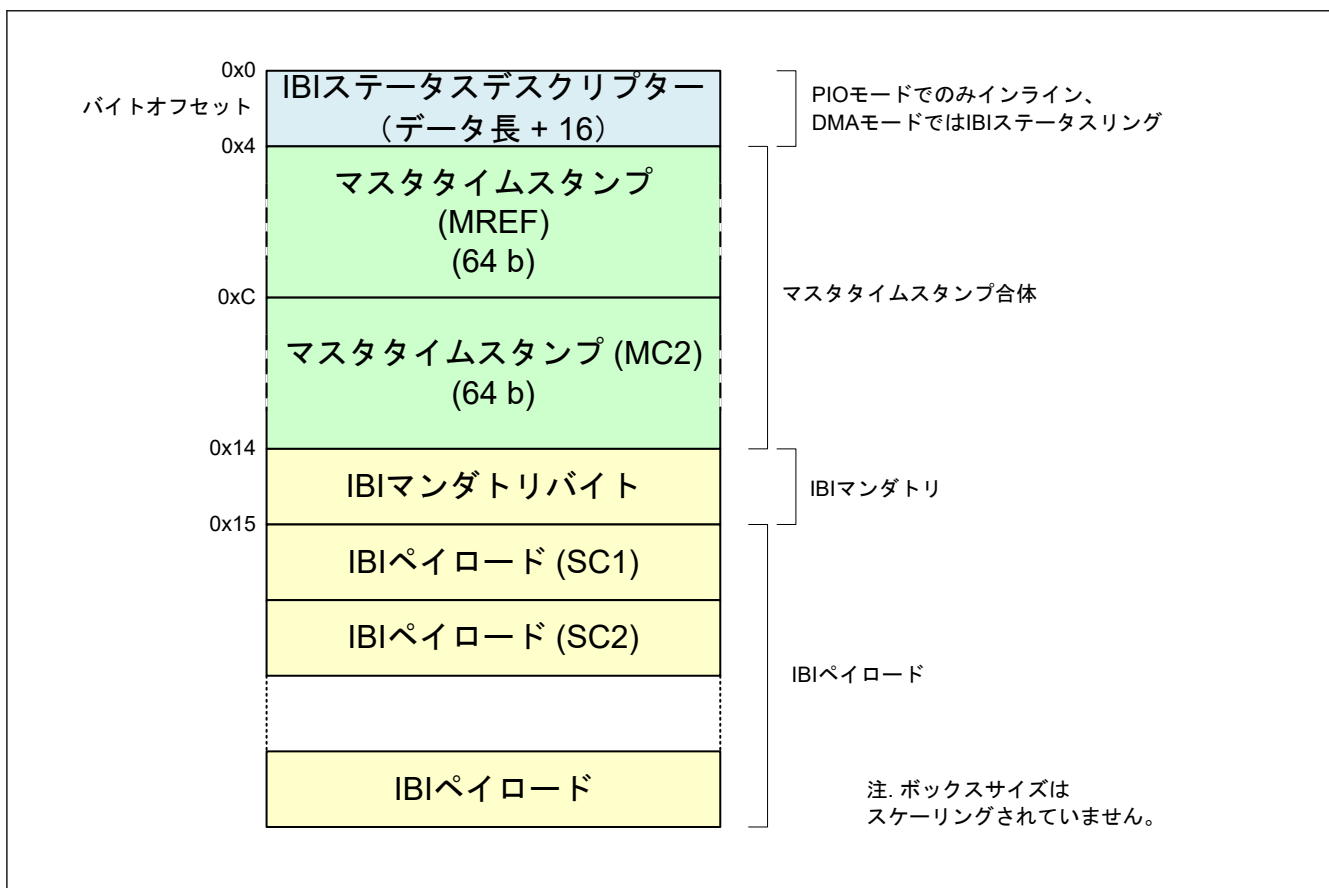 0x0
バイトオフセット
IBIステータスデスクリプター
（データ長 + 16）
PIOモードでのみインライン、
DMAモードではIBIステータスリング
0x4
マスタタイムスタンプ
(MREF)
(64 b)
0xC
マスタタイムスタンプ合体
マスタタイムスタンプ (MC2)
(64 b)
0x14
IBIマンダトリバイト
IBIマンダトリ
0x15
IBIペイロード (SC1)
IBIペイロード (SC2)
IBIペイロード
IBIペイロード
注. ボックスサイズは
スケーリングされていません。